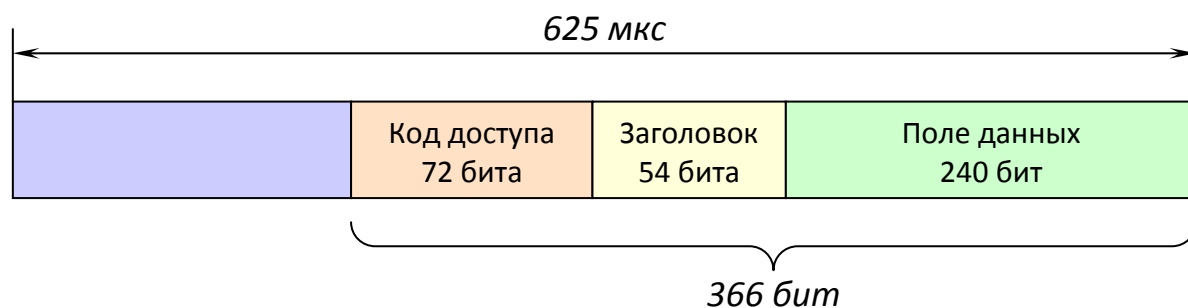 625 мкс
Код доступа
72 бита
Заголовок
54 бита
Поле данных
240 бит
366 бит